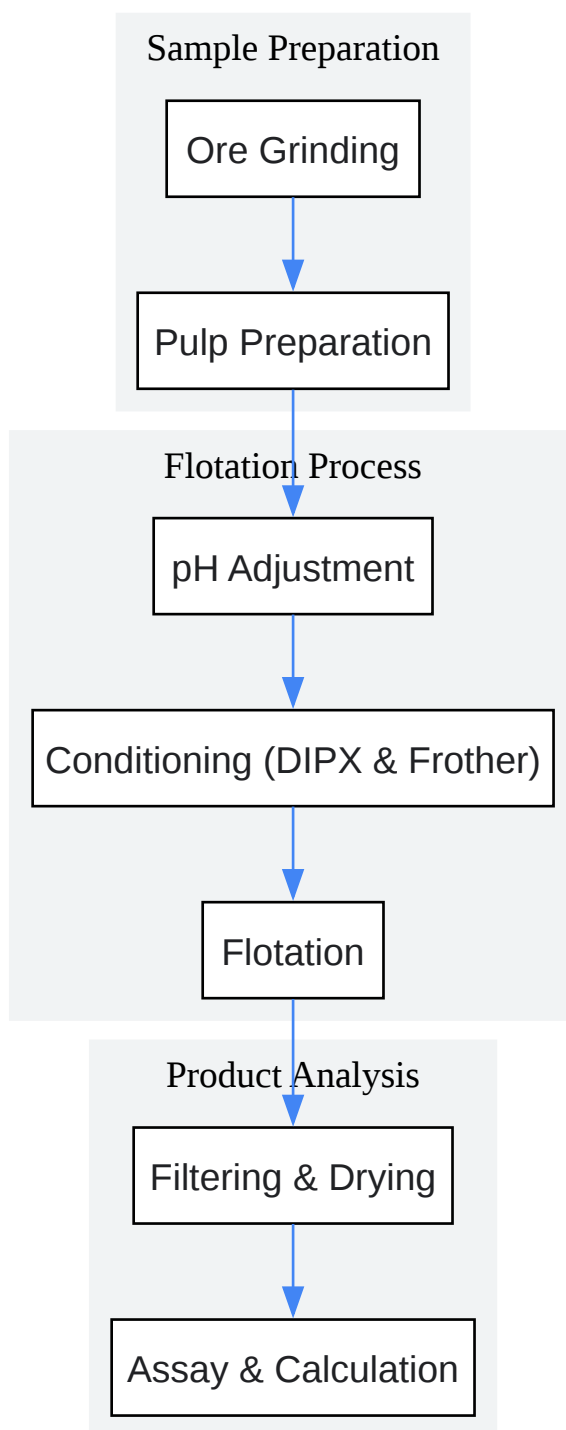 Sample Preparation
Ore Grinding
Pulp Preparation
Flotation Process
pH Adjustment
Conditioning (DIPX & Frother)
Flotation
Product Analysis
Filtering & Drying
Assay & Calculation